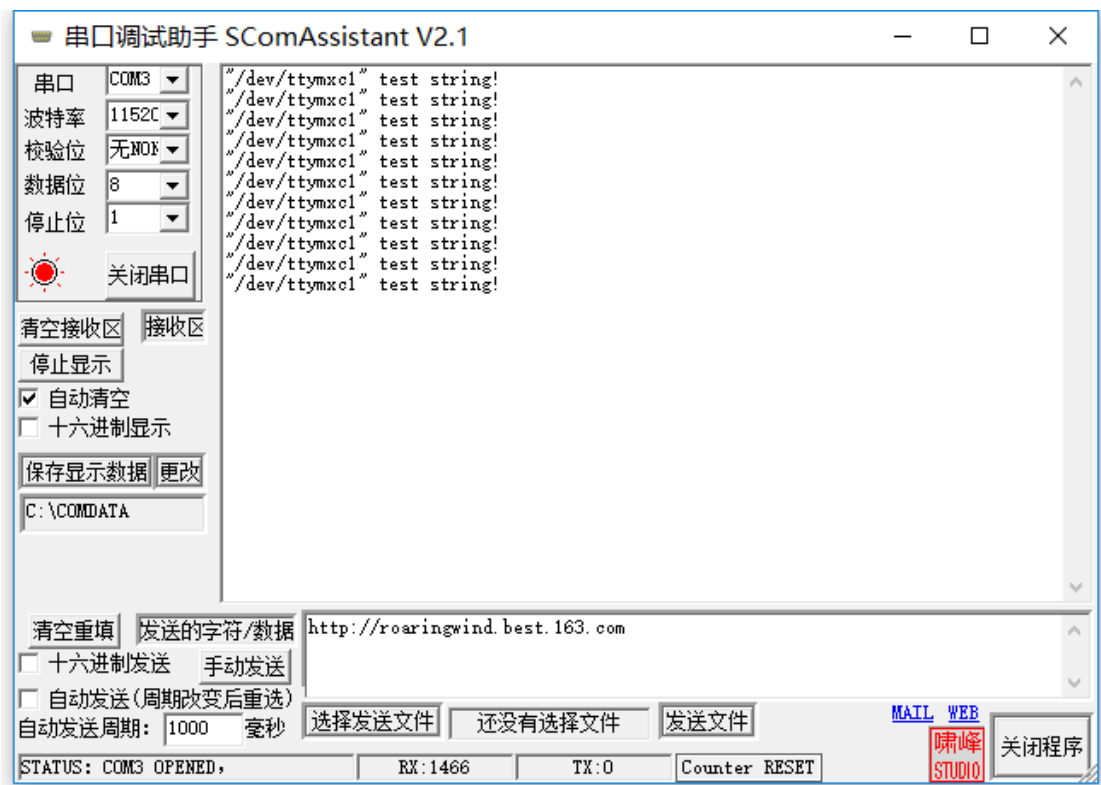 串口调试助手 SComAssistant V2.1
串口 COM3
波特率 11520
校验位 无NON
数据位 8
停止位 1
关闭串口
清空接收区 接收区
停止显示
自动清空
十六进制显示
保存显示数据 更改
C:\COMDATA
"/dev/ttymxc1" test string!
"/dev/ttymxc1" test string!
"/dev/ttymxc1" test string!
"/dev/ttymxc1" test string!
"/dev/ttymxc1" test string!
"/dev/ttymxc1" test string!
"/dev/ttymxc1" test string!
"/dev/ttymxc1" test string!
"/dev/ttymxc1" test string!
"/dev/ttymxc1" test string!
"/dev/ttymxc1" test string!
清空重填 发送的字符/数据
http://roaringwind.best.163.com
十六进制发送 手动发送
自动发送(周期改变后重选)
自动发送周期: 1000 毫秒
选择发送文件 还没有选择文件 发送文件
MAIL WEB
啸峰
STUDIO
关闭程序
STATUS: COM3 OPENED, RX:1466 TX:0 Counter RESET